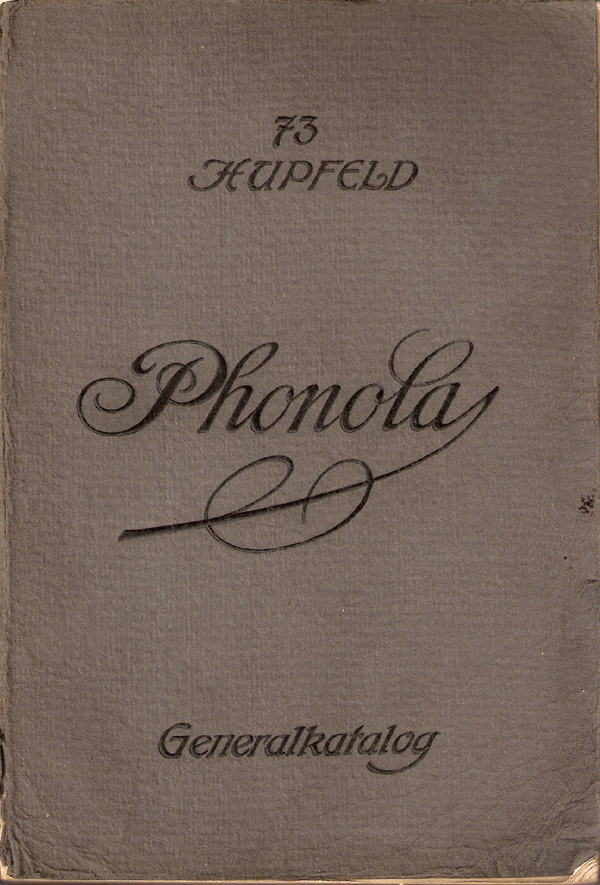 73
HUPFELD
Phonola
Generalkatalog